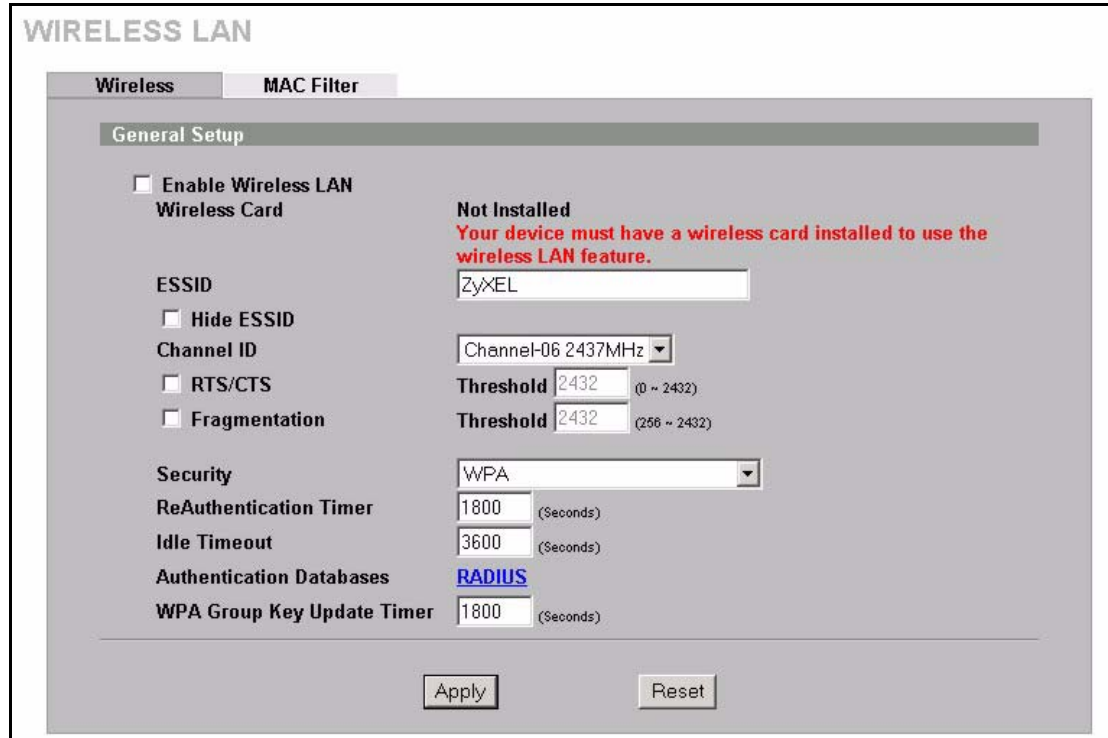 WIRELESS LAN
Wireless MAC Filter
General Setup
Enable Wireless LAN
Wireless Card Not Installed
Your device must have a wireless card installed to use the
wireless LAN feature.
ESSID ZyXEL
Hide ESSID
Channel ID Channel-06 2437MHz
RTS/CTS Threshold 2432 (0 ~ 2432)
Fragmentation Threshold 2432 (256 ~ 2432)
Security WPA
ReAuthentication Timer 1800 (Seconds)
Idle Timeout 3600 (Seconds)
Authentication Databases RADIUS
WPA Group Key Update Timer 1800 (Seconds)
Apply Reset